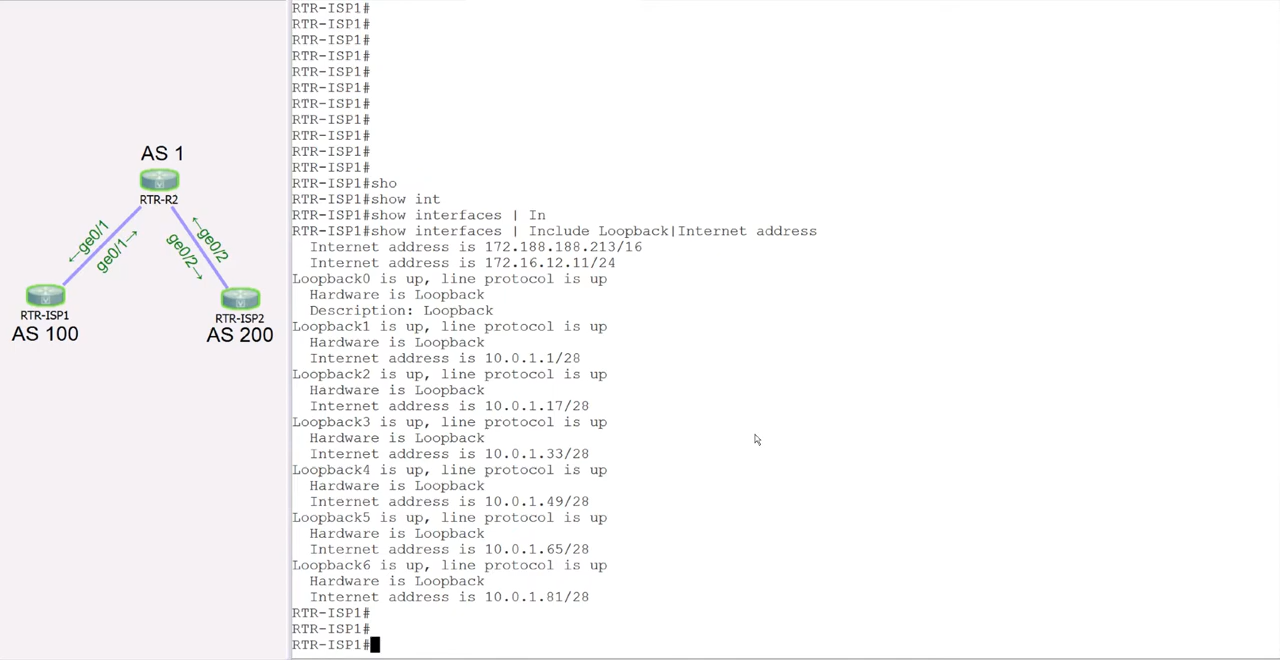 AS 1
RTR-R2
←ge0/1
ge0/1→
←ge0/2
ge0/2→
RTR-ISP1
AS 100
RTR-ISP2
AS 200
RTR-ISP1#
RTR-ISP1#
RTR-ISP1#
RTR-ISP1#
RTR-ISP1#
RTR-ISP1#
RTR-ISP1#
RTR-ISP1#
RTR-ISP1#
RTR-ISP1#
RTR-ISP1#
RTR-ISP1#sho
RTR-ISP1#show int
RTR-ISP1#show interfaces | In
RTR-ISP1#show interfaces | Include Loopback|Internet address
  Internet address is 172.188.188.213/16
  Internet address is 172.16.12.11/24
Loopback0 is up, line protocol is up
  Hardware is Loopback
  Description: Loopback
Loopback1 is up, line protocol is up
  Hardware is Loopback
  Internet address is 10.0.1.1/28
Loopback2 is up, line protocol is up
  Hardware is Loopback
  Internet address is 10.0.1.17/28
Loopback3 is up, line protocol is up
  Hardware is Loopback
  Internet address is 10.0.1.33/28
Loopback4 is up, line protocol is up
  Hardware is Loopback
  Internet address is 10.0.1.49/28
Loopback5 is up, line protocol is up
  Hardware is Loopback
  Internet address is 10.0.1.65/28
Loopback6 is up, line protocol is up
  Hardware is Loopback
  Internet address is 10.0.1.81/28
RTR-ISP1#
RTR-ISP1#
RTR-ISP1#